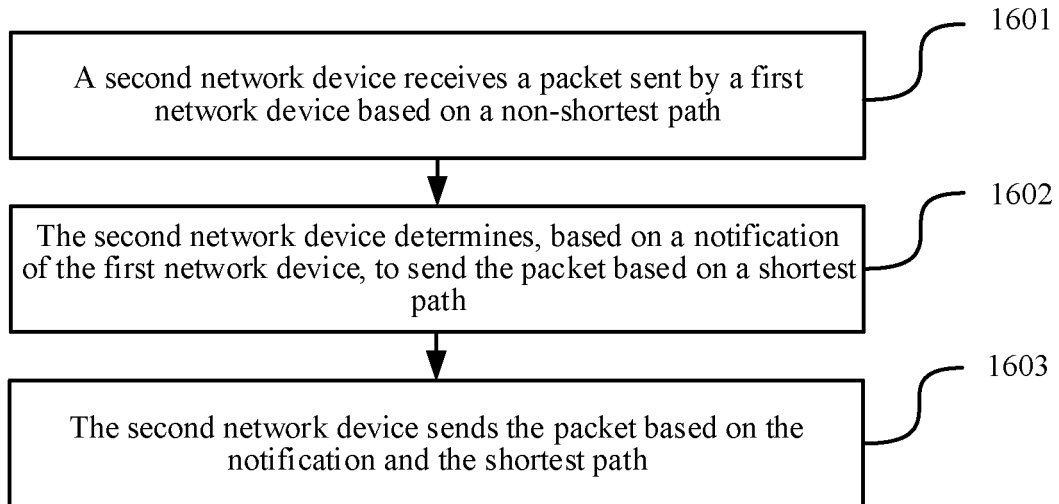 1601
A second network device receives a packet sent by a first
network device based on a non-shortest path
1602
The second network device determines, based on a notification
of the first network device, to send the packet based on a shortest
path
1603
The second network device sends the packet based on the
notification and the shortest path